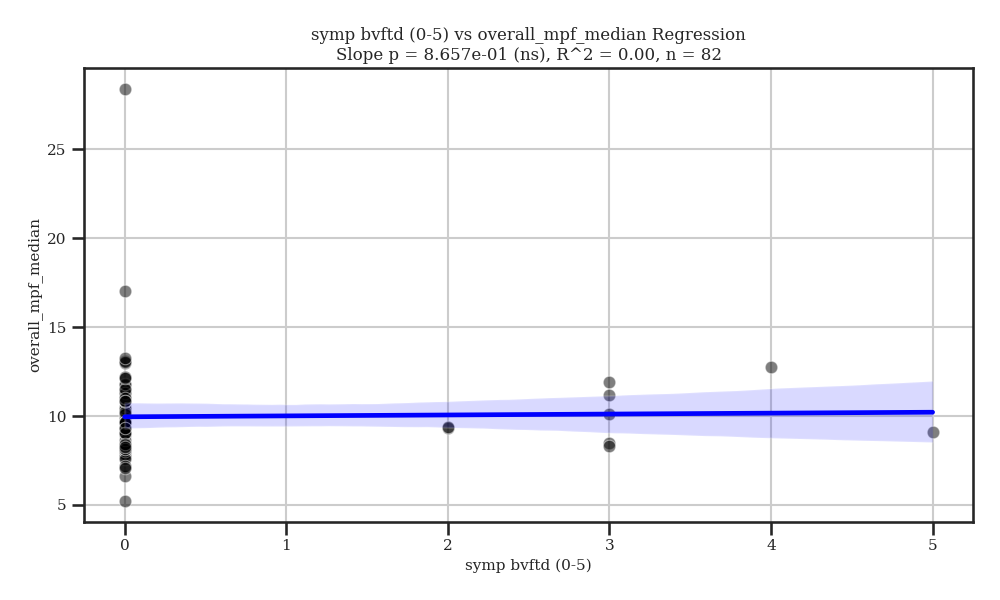 symp bvftd (0-5) vs overall_mpf_median Regression
Slope p = 8.657e-01 (ns), R^2 = 0.00, n = 82
overall_mpf_median
25
20
15
10
5
0
1
2
3
4
5
symp bvftd (0-5)